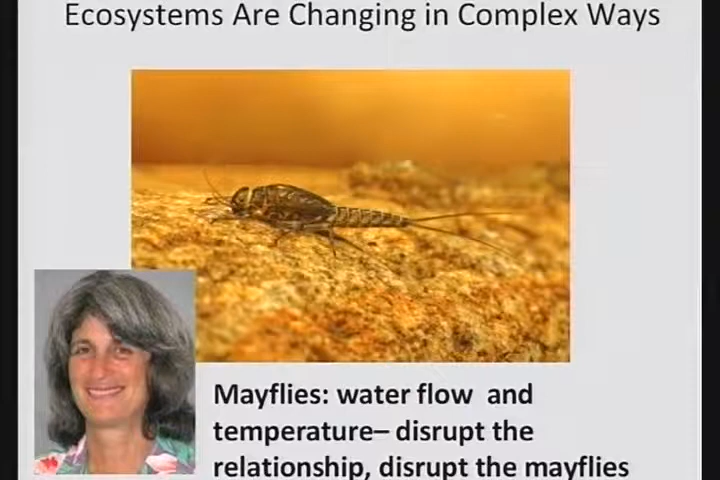 Ecosystems Are Changing in Complex Ways
Mayflies: water flow and
temperature– disrupt the
relationship, disrupt the mayflies